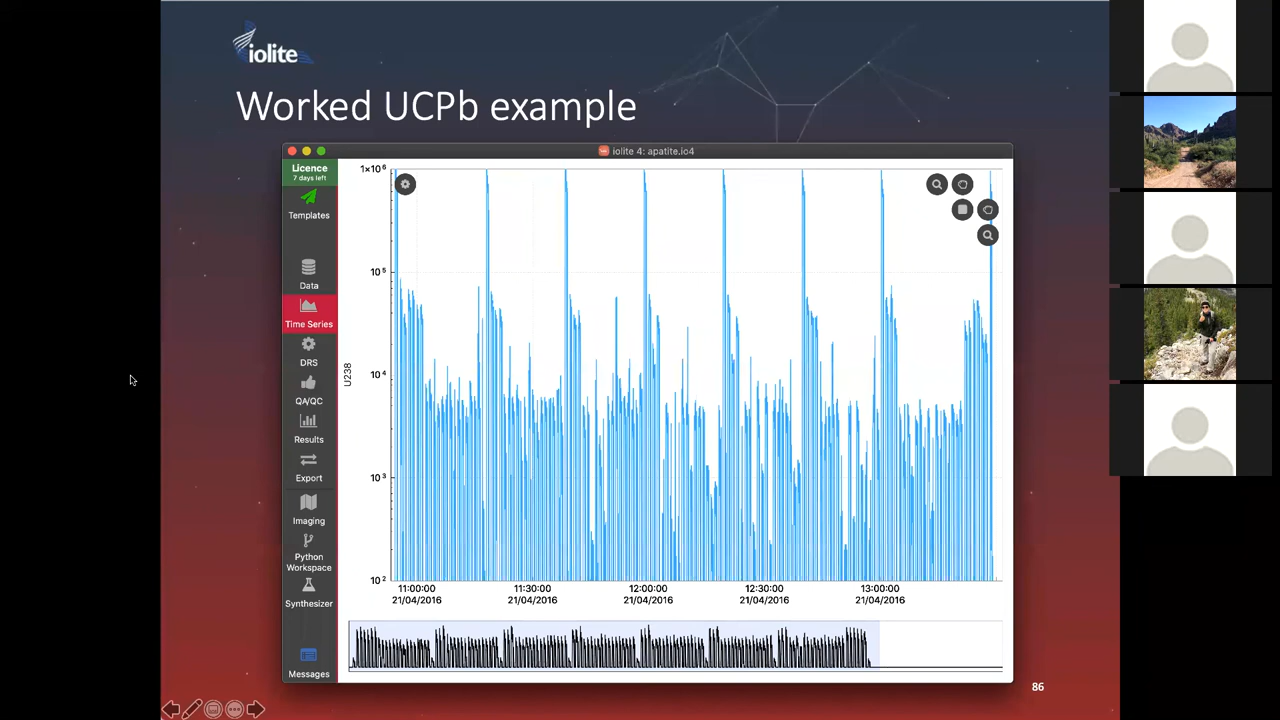 iolite
Worked UCPb example
iolite 4: apatite.io4
Licence
7 days left
Templates
Data
Time Series
DRS
QA/QC
Results
Export
Imaging
Python
Workspace
Synthesizer
Messages
U238
1×10⁶
10⁵
10⁴
10³
10²
11:00:00 11:30:00 12:00:00 12:30:00 13:00:00
21/04/2016 21/04/2016 21/04/2016 21/04/2016 21/04/2016
86